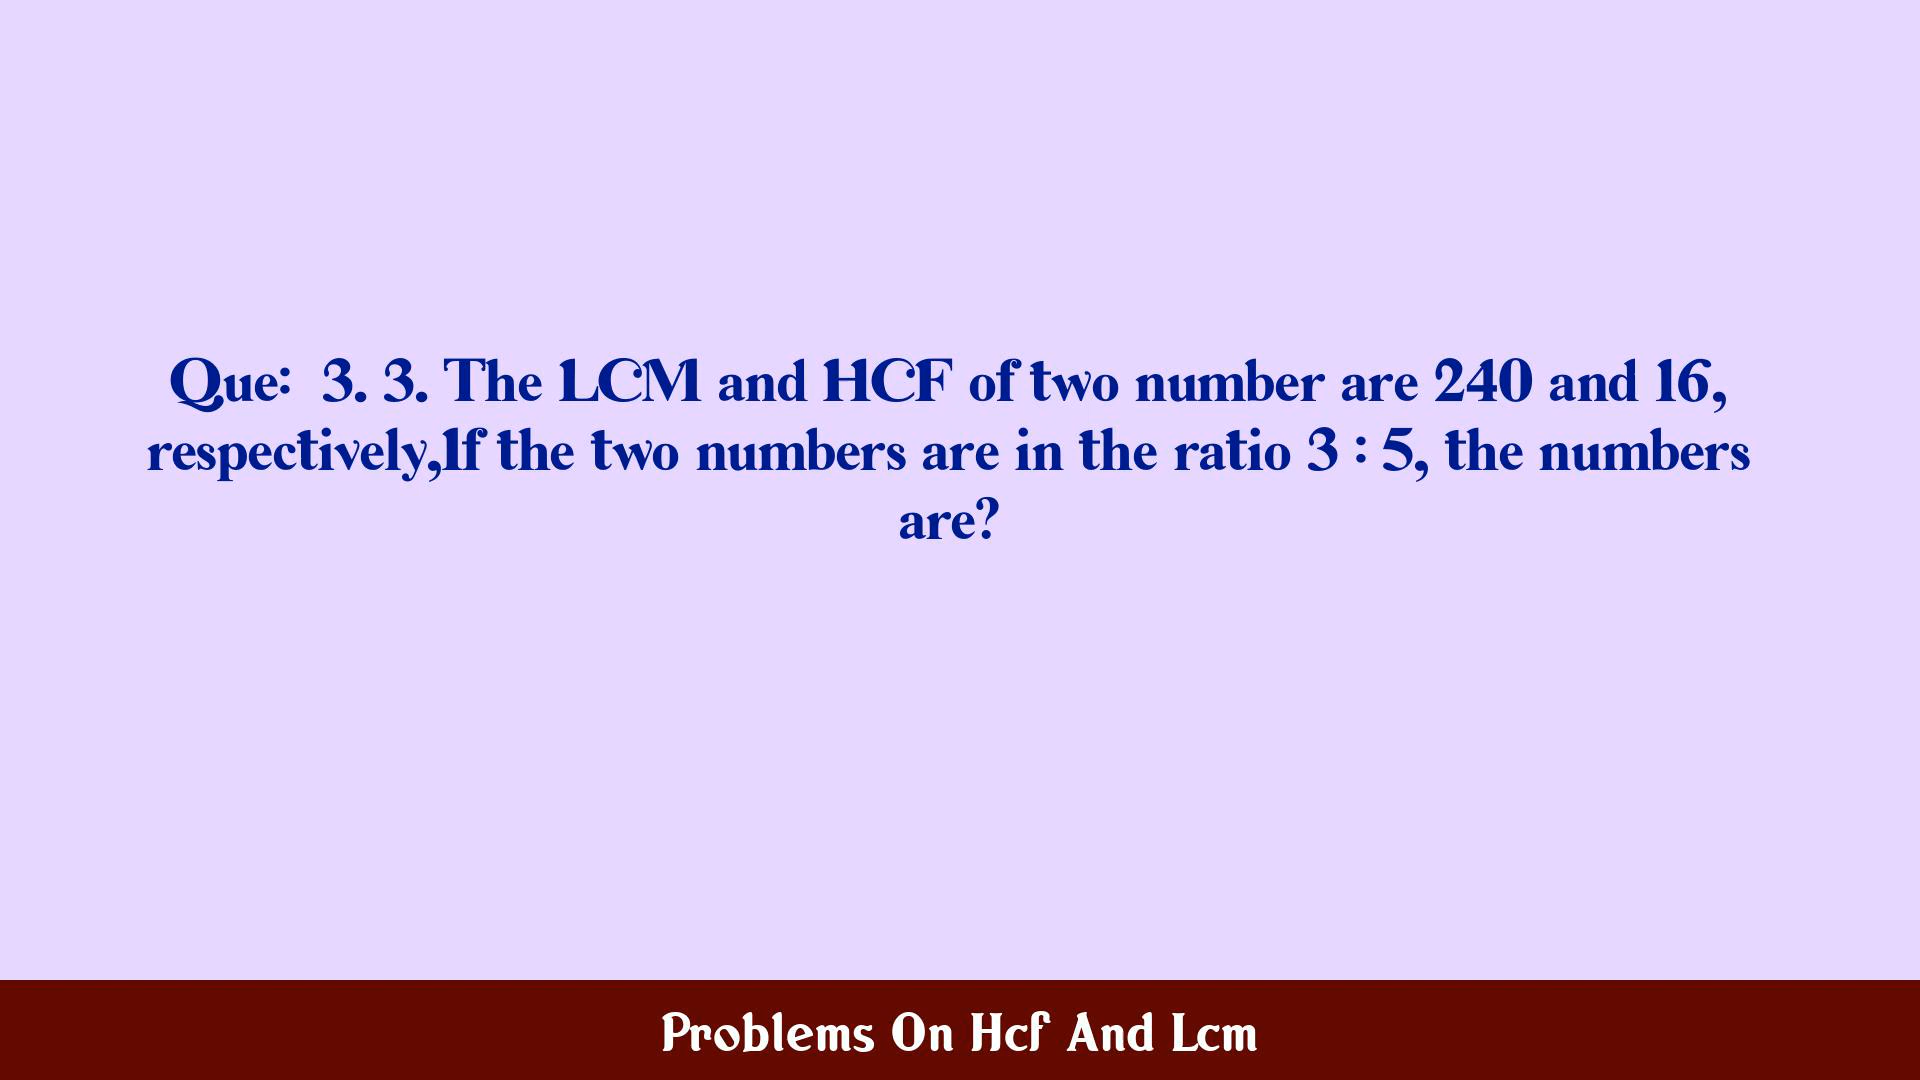 Que: 3. 3. The LCM and HCF of two number are 240 and 16,
respectively,If the two numbers are in the ratio 3 : 5, the numbers
are?
Problems On Hcf And Lcm